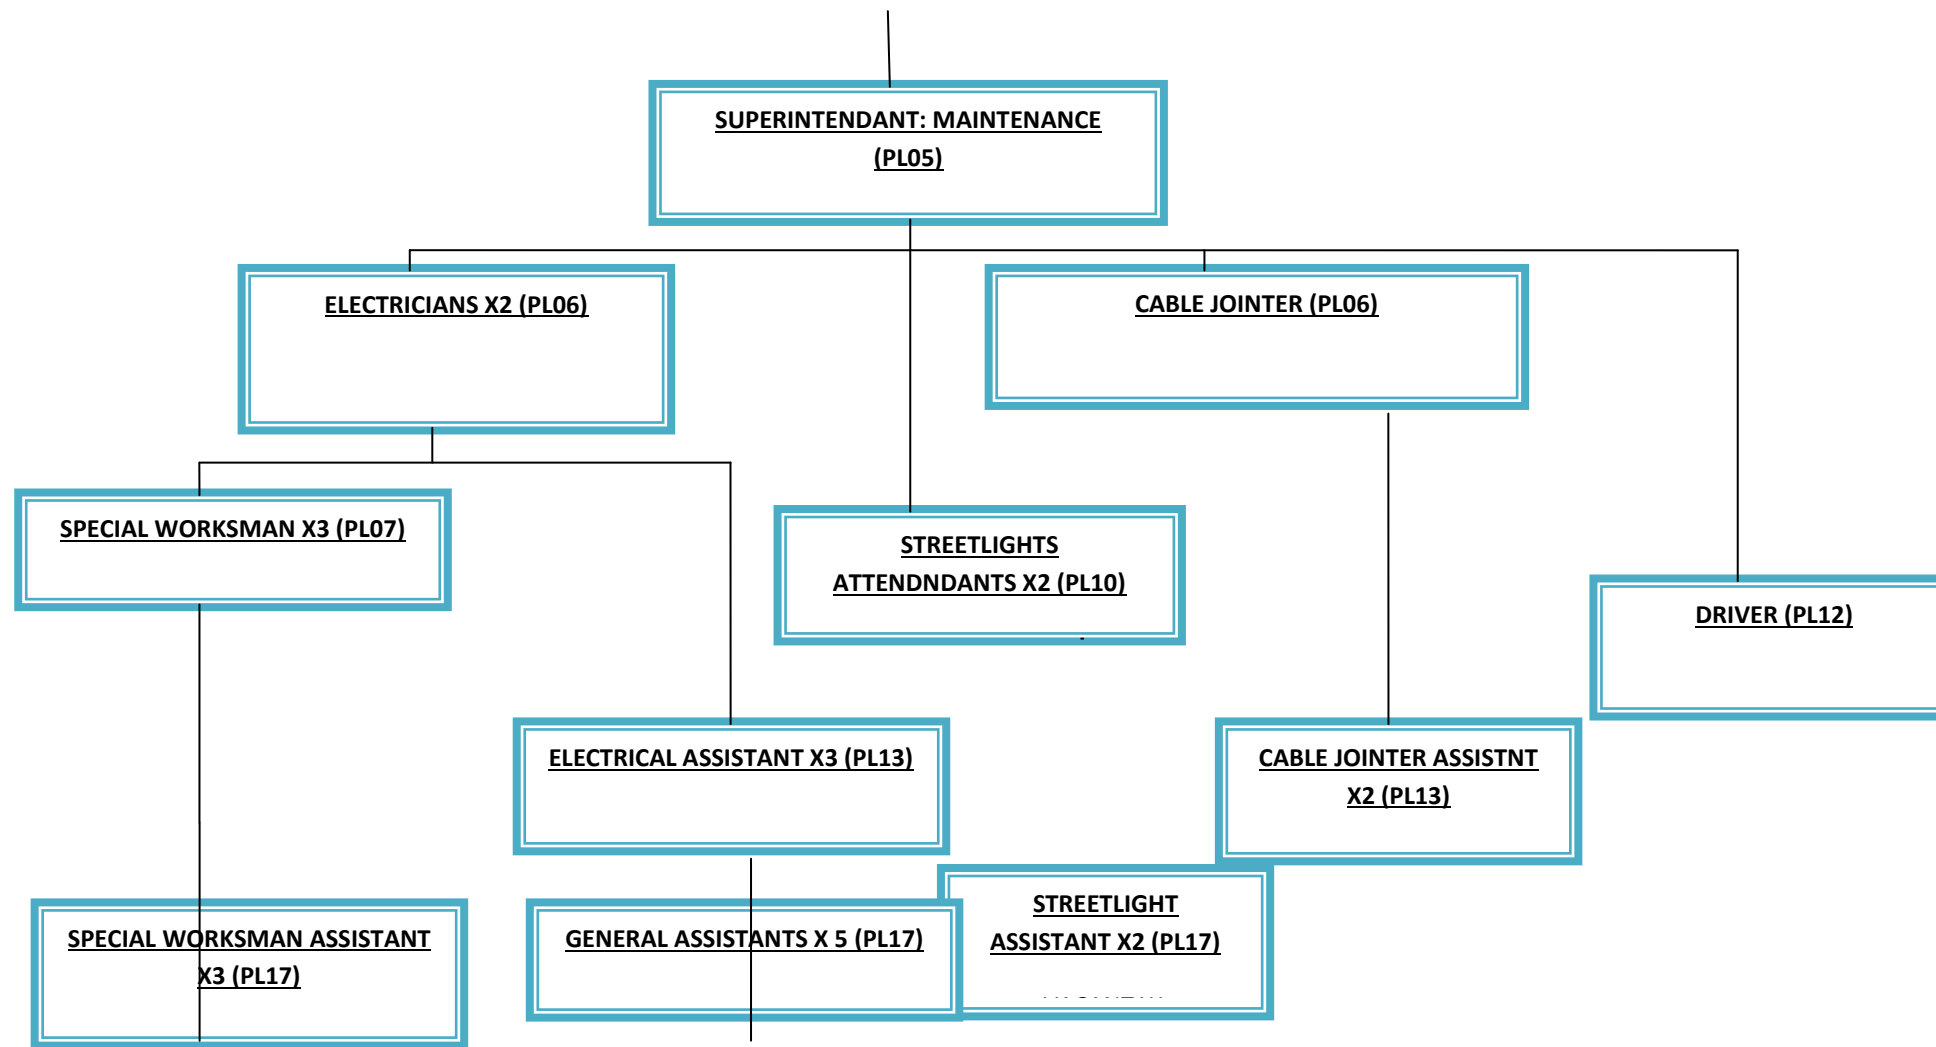 SUPERINTENDANT: MAINTENANCE
(PL05)
ELECTRICIANS X2 (PL06)
CABLE JOINTER (PL06)
SPECIAL WORKSMAN X3 (PL07)
STREETLIGHTS
ATTENDNDANTS X2 (PL10)
DRIVER (PL12)
ELECTRICAL ASSISTANT X3 (PL13)
CABLE JOINTER ASSISTNT
X2 (PL13)
SPECIAL WORKSMAN ASSISTANT
X3 (PL17)
GENERAL ASSISTANTS X 5 (PL17)
STREETLIGHT
ASSISTANT X2 (PL17)